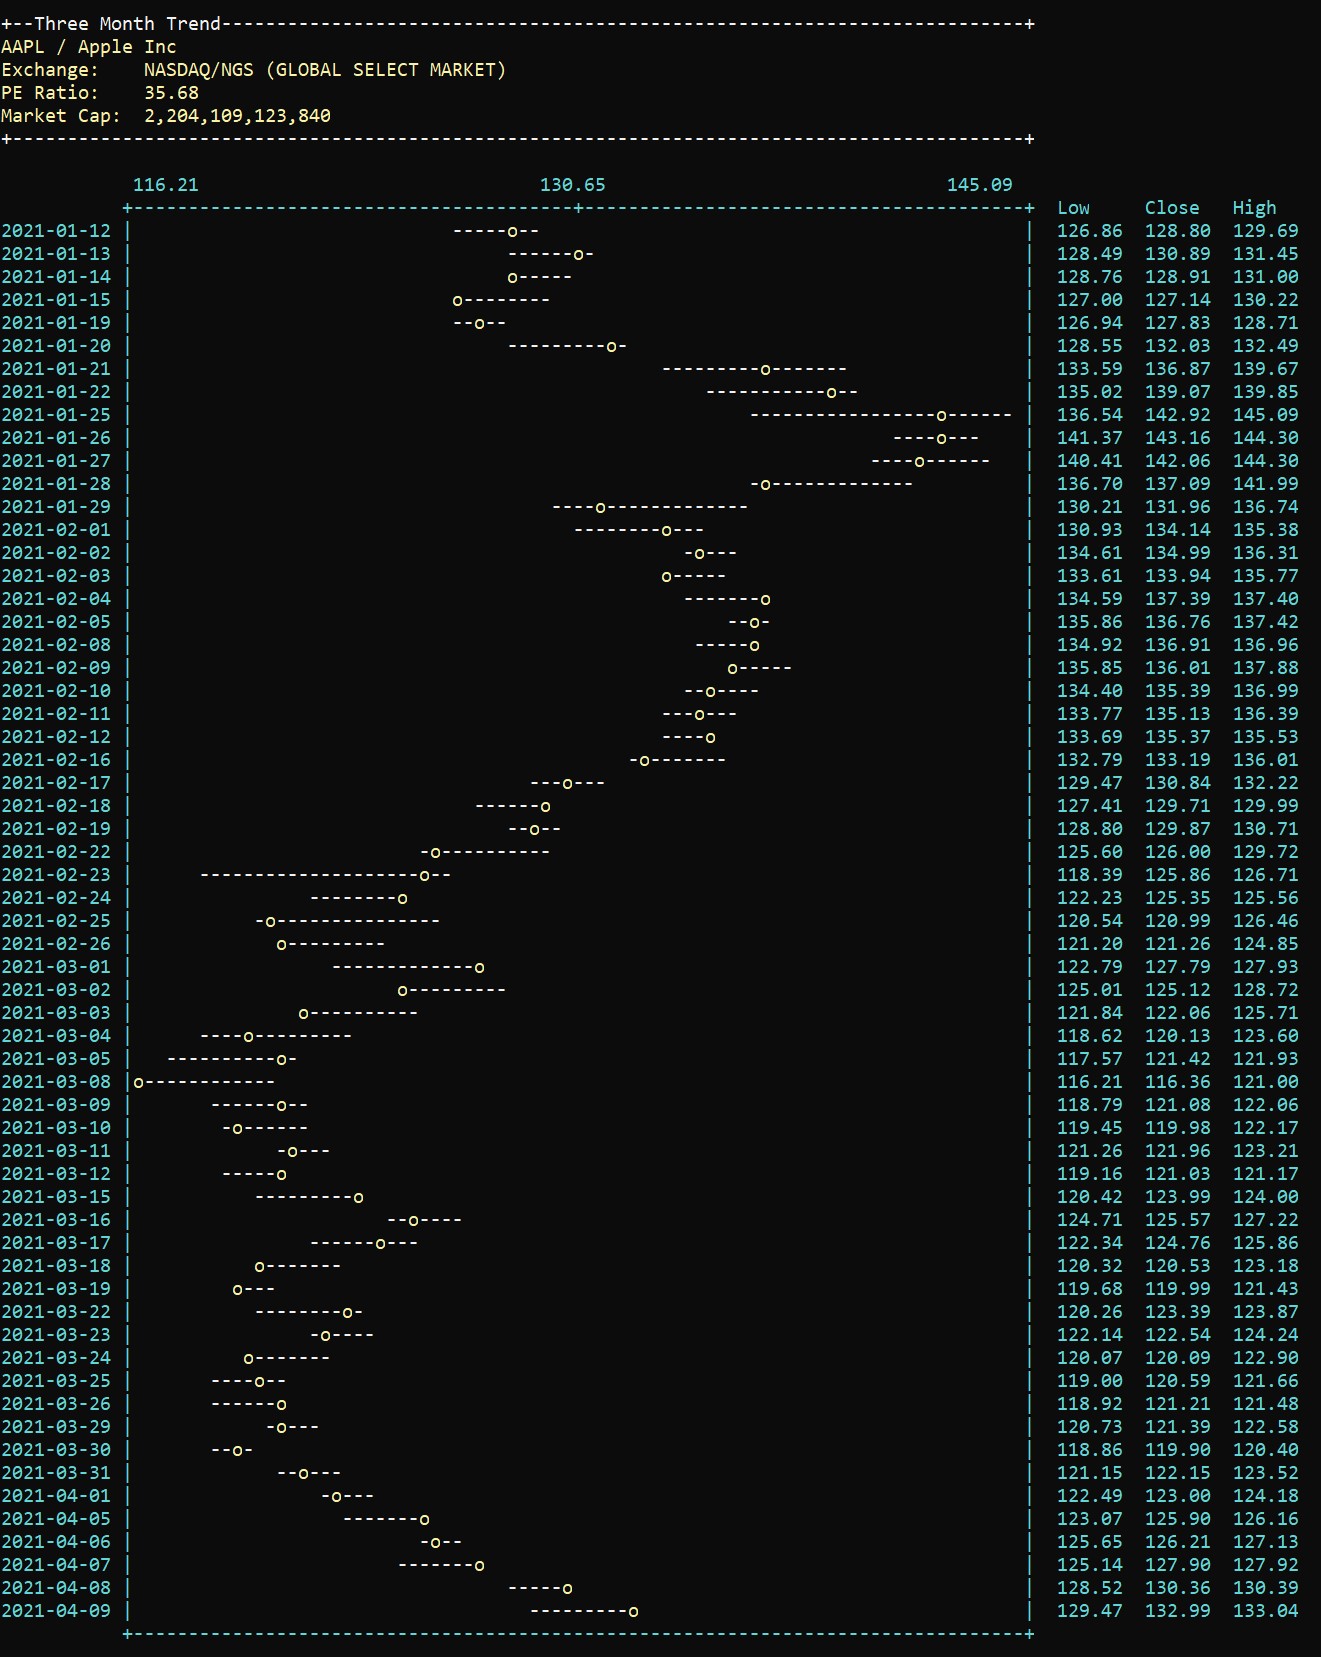 +--Three Month Trend-------------------------------------------------------------------------+
AAPL / Apple Inc
Exchange:    NASDAQ/NGS (GLOBAL SELECT MARKET)
PE Ratio:    35.68
Market Cap:  2,204,109,123,840
+--------------------------------------------------------------------------------------------+
116.21 130.65 145.09
+----------------------------------------+----------------------------------------+ Low Close High
2021-01-12 | -----o-- | 126.86 128.80 129.69
2021-01-13 | ------o- | 128.49 130.89 131.45
2021-01-14 | o----- | 128.76 128.91 131.00
2021-01-15 | o-------- | 127.00 127.14 130.22
2021-01-19 | --o-- | 126.94 127.83 128.71
2021-01-20 | ---------o- | 128.55 132.03 132.49
2021-01-21 | ---------o------- | 133.59 136.87 139.67
2021-01-22 | -----------o-- | 135.02 139.07 139.85
2021-01-25 | -----------------o------ | 136.54 142.92 145.09
2021-01-26 | ----o--- | 141.37 143.16 144.30
2021-01-27 | ----o------ | 140.41 142.06 144.30
2021-01-28 | -o------------- | 136.70 137.09 141.99
2021-01-29 | ----o------------- | 130.21 131.96 136.74
2021-02-01 | --------o--- | 130.93 134.14 135.38
2021-02-02 | -o--- | 134.61 134.99 136.31
2021-02-03 | o----- | 133.61 133.94 135.77
2021-02-04 | -------o | 134.59 137.39 137.40
2021-02-05 | --o- | 135.86 136.76 137.42
2021-02-08 | -----o | 134.92 136.91 136.96
2021-02-09 | o----- | 135.85 136.01 137.88
2021-02-10 | --o---- | 134.40 135.39 136.99
2021-02-11 | ---o--- | 133.77 135.13 136.39
2021-02-12 | ----o | 133.69 135.37 135.53
2021-02-16 | -o------- | 132.79 133.19 136.01
2021-02-17 | ---o--- | 129.47 130.84 132.22
2021-02-18 | ------o | 127.41 129.71 129.99
2021-02-19 | --o-- | 128.80 129.87 130.71
2021-02-22 | -o---------- | 125.60 126.00 129.72
2021-02-23 | --------------------o-- | 118.39 125.86 126.71
2021-02-24 | --------o | 122.23 125.35 125.56
2021-02-25 | -o--------------- | 120.54 120.99 126.46
2021-02-26 | o--------- | 121.20 121.26 124.85
2021-03-01 | -------------o | 122.79 127.79 127.93
2021-03-02 | o--------- | 125.01 125.12 128.72
2021-03-03 | o---------- | 121.84 122.06 125.71
2021-03-04 | ----o--------- | 118.62 120.13 123.60
2021-03-05 | ----------o- | 117.57 121.42 121.93
2021-03-08 |o------------ | 116.21 116.36 121.00
2021-03-09 | ------o-- | 118.79 121.08 122.06
2021-03-10 | -o------ | 119.45 119.98 122.17
2021-03-11 | -o--- | 121.26 121.96 123.21
2021-03-12 | -----o | 119.16 121.03 121.17
2021-03-15 | ---------o | 120.42 123.99 124.00
2021-03-16 | --o---- | 124.71 125.57 127.22
2021-03-17 | ------o--- | 122.34 124.76 125.86
2021-03-18 | o------- | 120.32 120.53 123.18
2021-03-19 | o--- | 119.68 119.99 121.43
2021-03-22 | --------o- | 120.26 123.39 123.87
2021-03-23 | -o---- | 122.14 122.54 124.24
2021-03-24 | o------- | 120.07 120.09 122.90
2021-03-25 | ----o-- | 119.00 120.59 121.66
2021-03-26 | ------o | 118.92 121.21 121.48
2021-03-29 | -o--- | 120.73 121.39 122.58
2021-03-30 | --o- | 118.86 119.90 120.40
2021-03-31 | --o--- | 121.15 122.15 123.52
2021-04-01 | -o--- | 122.49 123.00 124.18
2021-04-05 | -------o | 123.07 125.90 126.16
2021-04-06 | -o-- | 125.65 126.21 127.13
2021-04-07 | -------o | 125.14 127.90 127.92
2021-04-08 | -----o | 128.52 130.36 130.39
2021-04-09 | ---------o | 129.47 132.99 133.04
+---------------------------------------------------------------------------------+